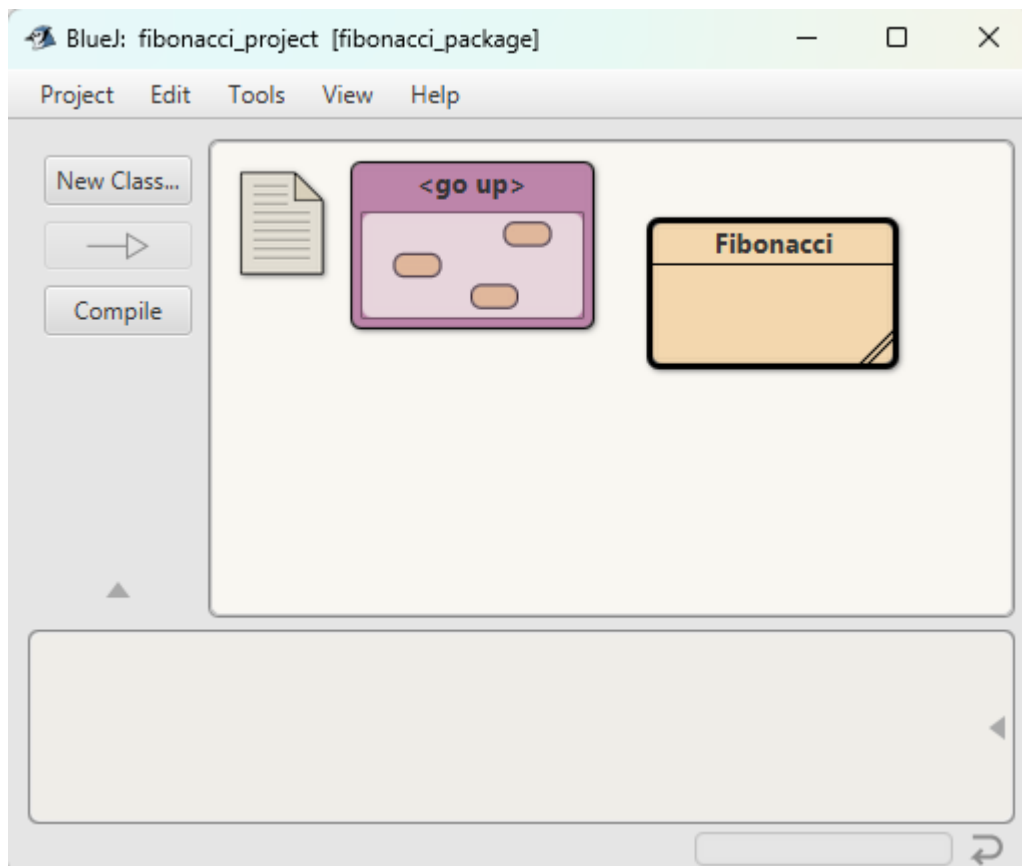 BlueJ: fibonacci_project [fibonacci_package]
Project Edit Tools View Help
New Class...
Compile
<go up>
Fibonacci